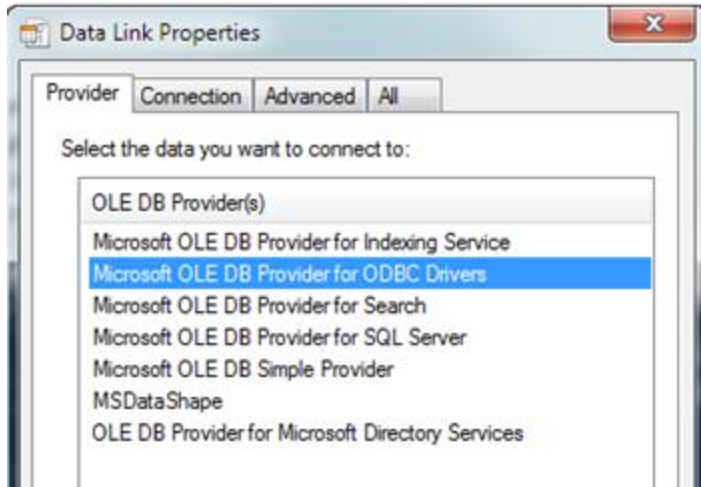 Data Link Properties
Provider Connection Advanced All
Select the data you want to connect to:
OLE DB Provider(s)
Microsoft OLE DB Provider for Indexing Service
Microsoft OLE DB Provider for ODBC Drivers
Microsoft OLE DB Provider for Search
Microsoft OLE DB Provider for SQL Server
Microsoft OLE DB Simple Provider
MSDataShape
OLE DB Provider for Microsoft Directory Services